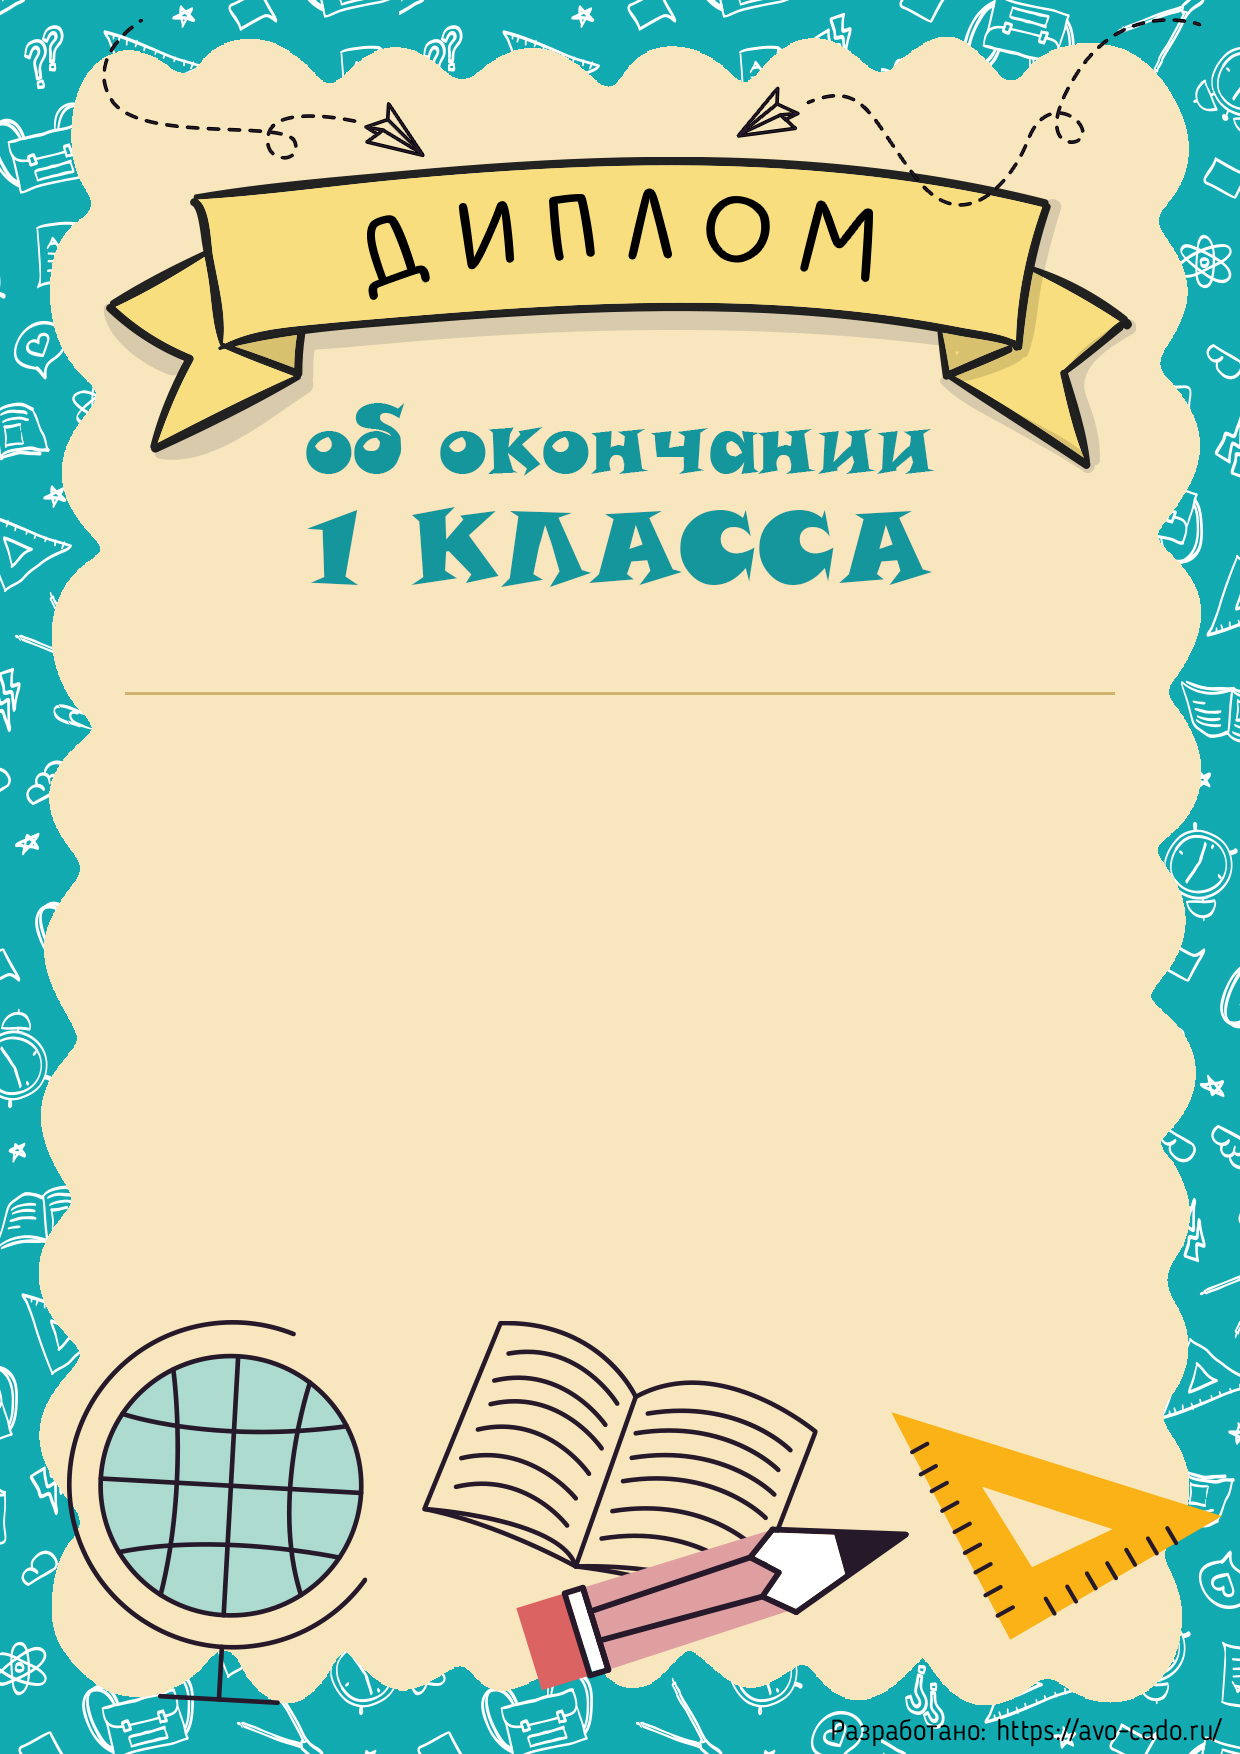 ДИПЛОМ
об окончании
1 КЛАССА
Разработано: https://avo-cado.ru/